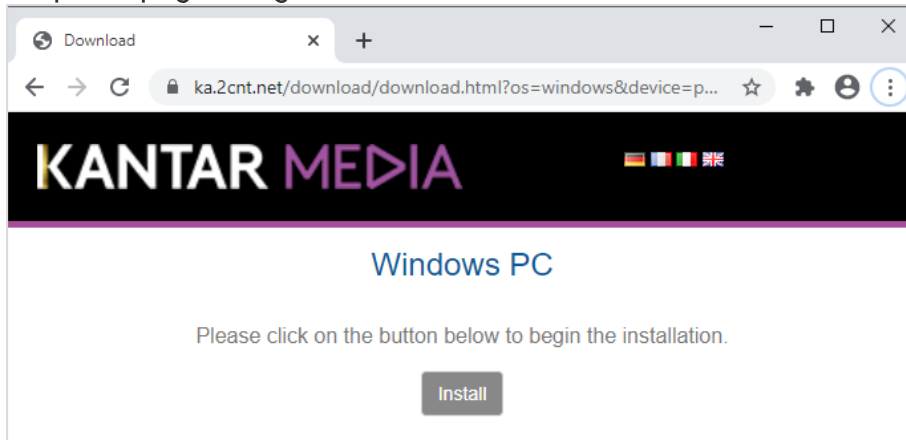 Download
ka.2cnt.net/download/download.html?os=windows&device=p...
KANTAR MEDIA
Windows PC
Please click on the button below to begin the installation.
Install